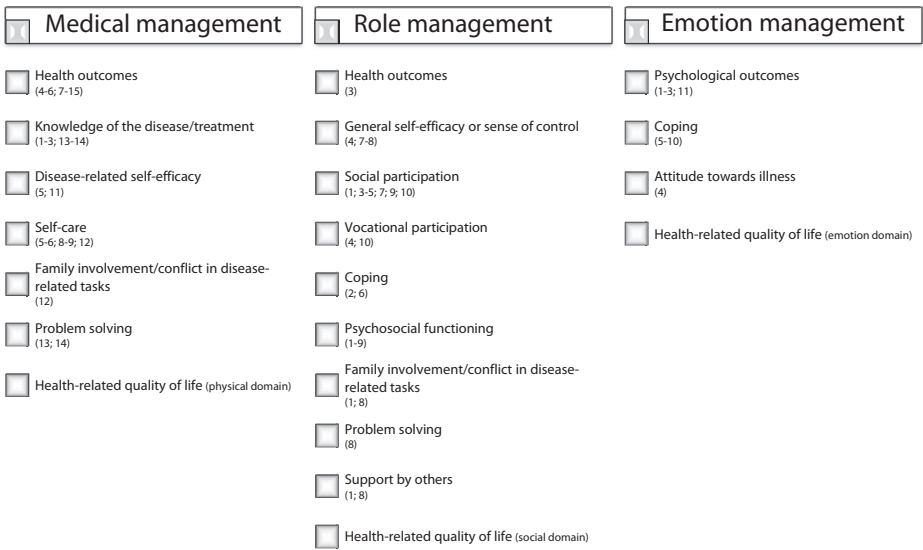 Medical management
Health outcomes
(4-6; 7-15)
Knowledge of the disease/treatment
(1-3; 13-14)
Disease-related self-efficacy
(5; 11)
Self-care
(5-6; 8-9; 12)
Family involvement/conflict in disease-
related tasks
(12)
Problem solving
(13; 14)
Health-related quality of life (physical domain)
Role management
Health outcomes
(3)
General self-efficacy or sense of control
(4; 7-8)
Social participation
(1; 3-5; 7; 9; 10)
Vocational participation
(4; 10)
Coping
(2; 6)
Psychosocial functioning
(1-9)
Family involvement/conflict in disease-
related tasks
(1; 8)
Problem solving
(8)
Support by others
(1; 8)
Health-related quality of life (social domain)
Emotion management
Psychological outcomes
(1-3; 11)
Coping
(5-10)
Attitude towards illness
(4)
Health-related quality of life (emotion domain)